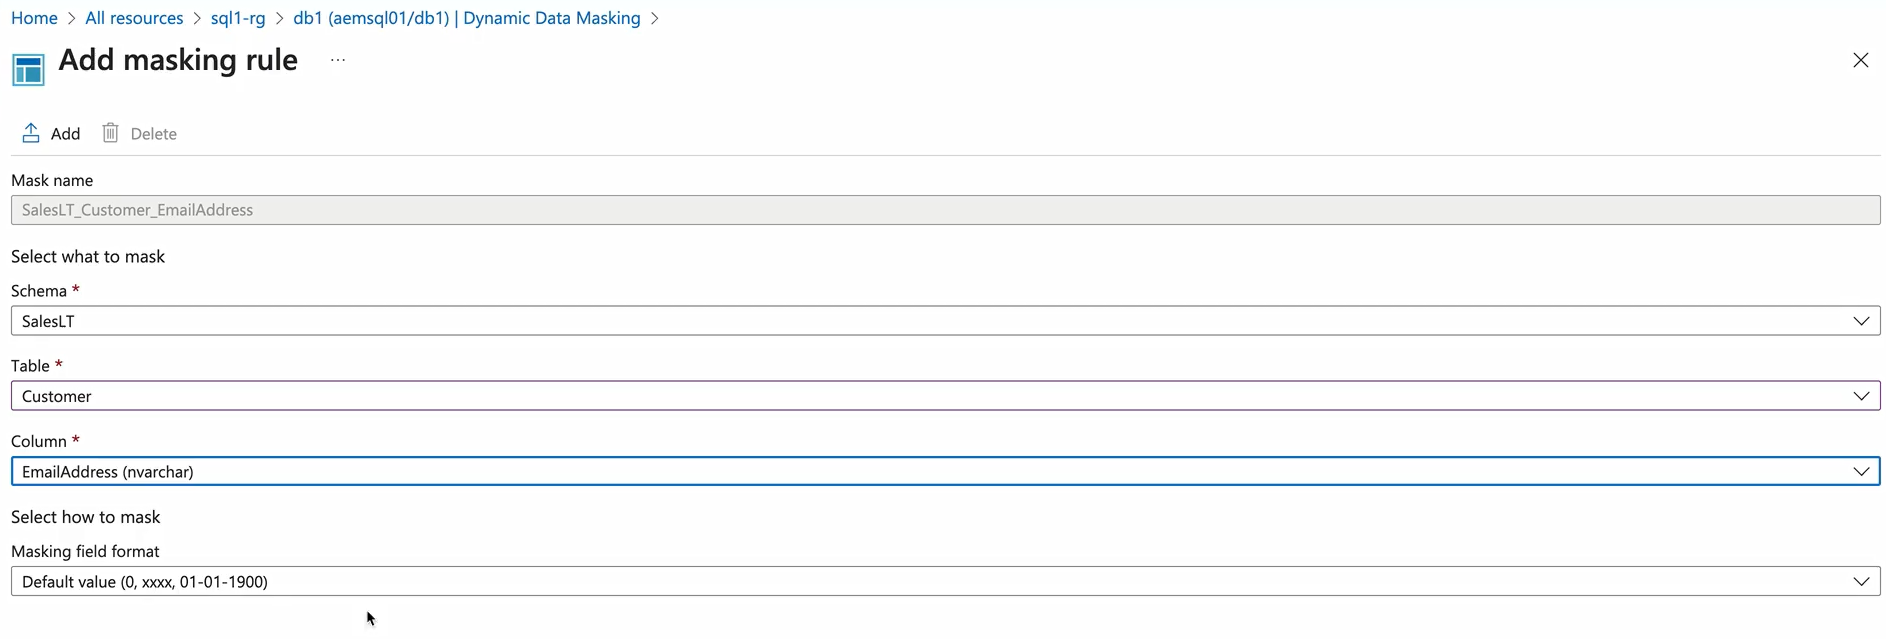 Home > All resources > sql1-rg > db1 (aemsql01/db1) | Dynamic Data Masking >
Add masking rule ...
Add Delete
Mask name
SalesLT_Customer_EmailAddress
Select what to mask
Schema *
SalesLT
Table *
Customer
Column *
EmailAddress (nvarchar)
Select how to mask
Masking field format
Default value (0, xxxx, 01-01-1900)